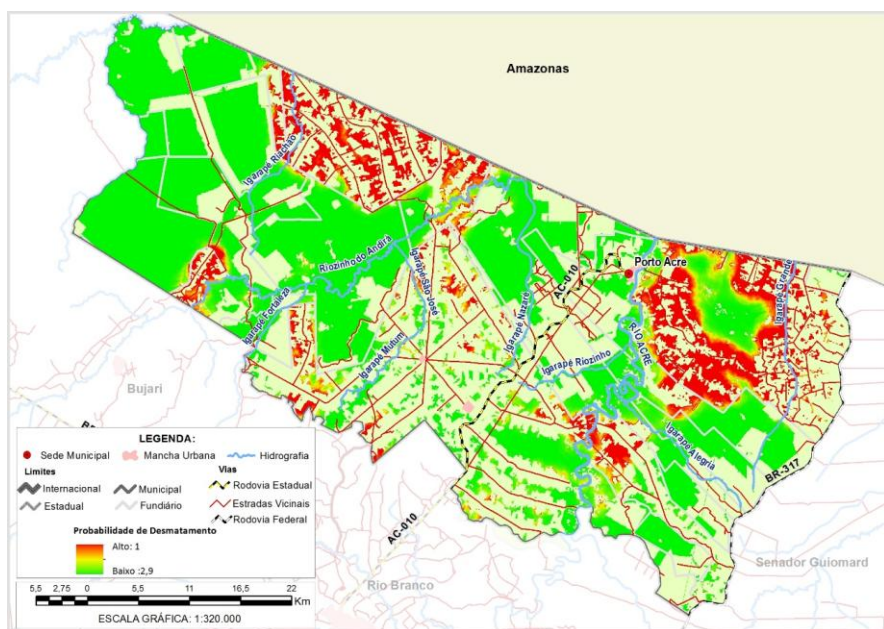 Amazonas
Igarapé Riachão
Riozinho do Andirá
Igarapé São José
Igarapé Fortaleza
Igarapé Mutum
Igarapé Nazaré
AC-010
Porto Acre
RIO ACRE
Igarapé Grande
Igarapé Riozinho
Igarapé Alegria
BR-317
Bujari
AC-010
Rio Branco
Senador Guiomard
LEGENDA:
Sede Municipal Mancha Urbana Hidrografia
Limites Vias
Internacional Municipal Rodovia Estadual
Estadual Fundiário Estradas Vicinais
Rodovia Federal
Probabilidade de Desmatamento
Alto: 1
Baixo :2,9
5,5 2,75 0 5,5 11 16,5 22
Km
ESCALA GRÁFICA: 1:320.000